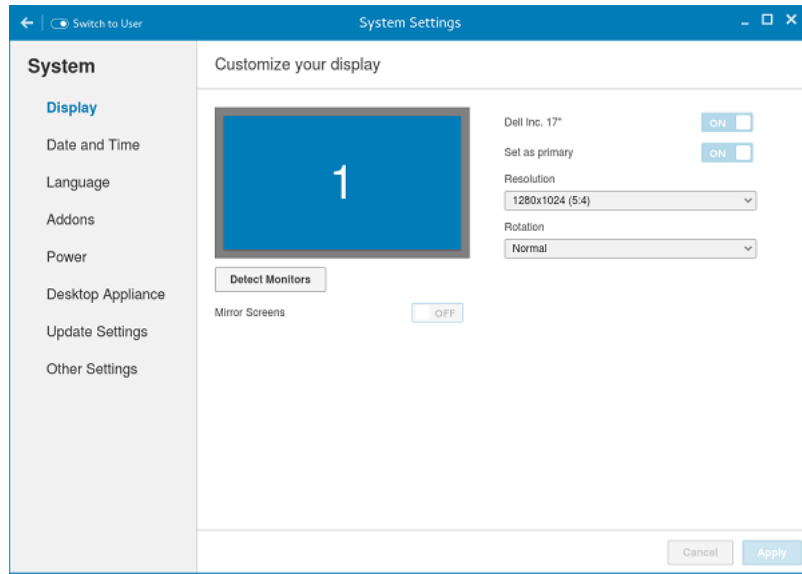 Switch to User
System Settings
System
Display
Date and Time
Language
Addons
Power
Desktop Appliance
Update Settings
Other Settings
Customize your display
1
Detect Monitors
Mirror Screens
OFF
Dell Inc. 17"
ON
Set as primary
ON
Resolution
1280x1024 (5:4)
Rotation
Normal
Cancel
Apply